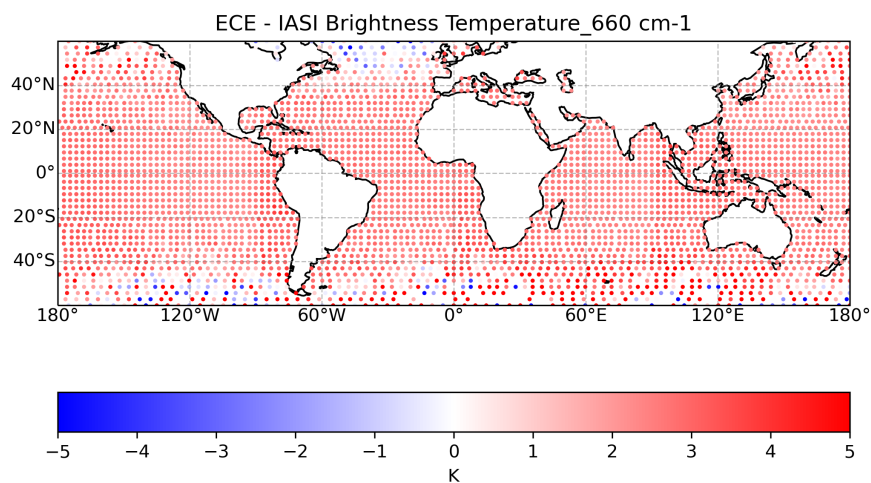 ECE - IASI Brightness Temperature_660 cm-1
40°N
20°N
0°
20°S
40°S
180° 120°W 60°W 0° 60°E 120°E 180°
−5 −4 −3 −2 −1 0 1 2 3 4 5
K